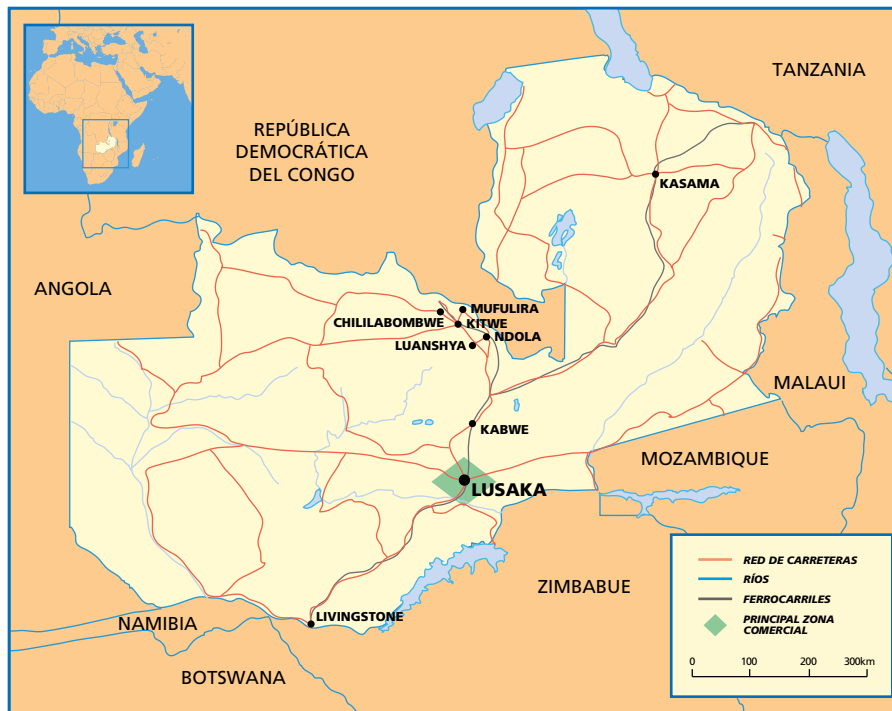 TANZANIA
REPÚBLICA
DEMOCRÁTICA
DEL CONGO
KASAMA
ANGOLA
MUFULIRA
CHILILABOMBWE
KITWE
NDOLA
LUANSHYA
MALAUI
KABWE
MOZAMBIQUE
LUSAKA
RED DE CARRETERAS
RÍOS
FERROCARRILES
PRINCIPAL ZONA
COMERCIAL
0 100 200 300km
ZIMBABUE
LIVINGSTONE
NAMIBIA
BOTSWANA